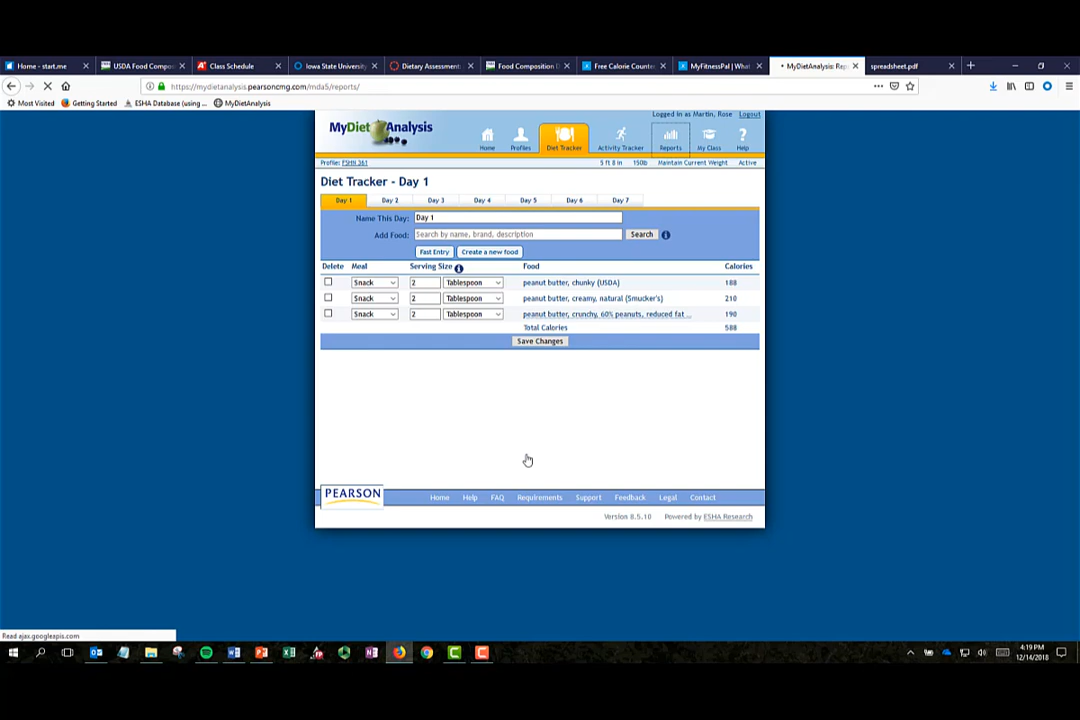 Home - start.me
USDA Food Compo
Class Schedule
Iowa State University
Dietary Assessment
Food Composition D
Free Calorie Counte
MyFitnessPal | What
MyDietAnalysis: Rep
spreadsheet.pdf
https://mydietanalysis.pearsoncmg.com/mda5/reports/
Most Visited Getting Started ESHA Database (using ... MyDietAnalysis
Logged in as Martin, Rose Logout
MyDiet Analysis
Home Profiles Diet Tracker Activity Tracker Reports My Class Help
Profile: FSHN 361 5 ft 8 in 150lb Maintain Current Weight Active
Diet Tracker - Day 1
Day 1 Day 2 Day 3 Day 4 Day 5 Day 6 Day 7
Name This Day: Day 1
Add Food: Search by name, brand, description Search
Fast Entry Create a new food
Delete Meal Serving Size Food Calories
Snack 2 Tablespoon peanut butter, chunky (USDA) 188
Snack 2 Tablespoon peanut butter, creamy, natural (Smucker's) 210
Snack 2 Tablespoon peanut butter, crunchy, 60% peanuts, reduced fat ... 190
Total Calories 588
Save Changes
PEARSON
Home Help FAQ Requirements Support Feedback Legal Contact
Version 8.5.10 Powered by ESHA Research
Read ajax.googleapis.com
4:19 PM
12/14/2018